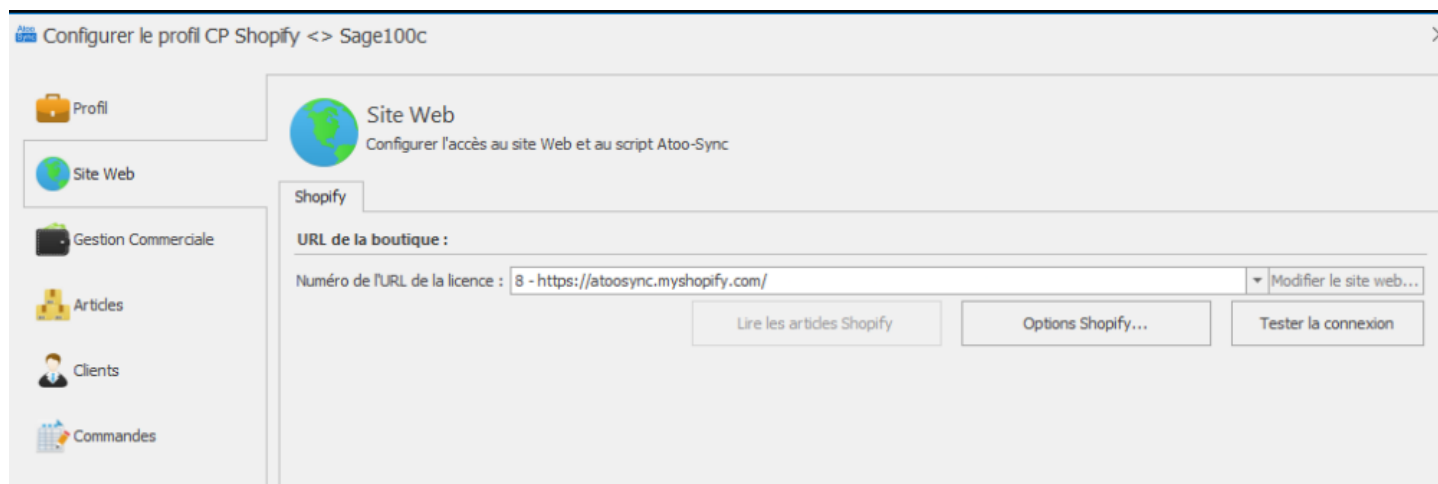 Atoo Sync Configurer le profil CP Shopify <> Sage100c
Profil
Site Web
Gestion Commerciale
Articles
Clients
Commandes
Site Web
Configurer l'accès au site Web et au script Atoo-Sync
Shopify
URL de la boutique :
Numéro de l'URL de la licence : 8 - https://atoosync.myshopify.com/ Modifier le site web...
Lire les articles Shopify Options Shopify... Tester la connexion